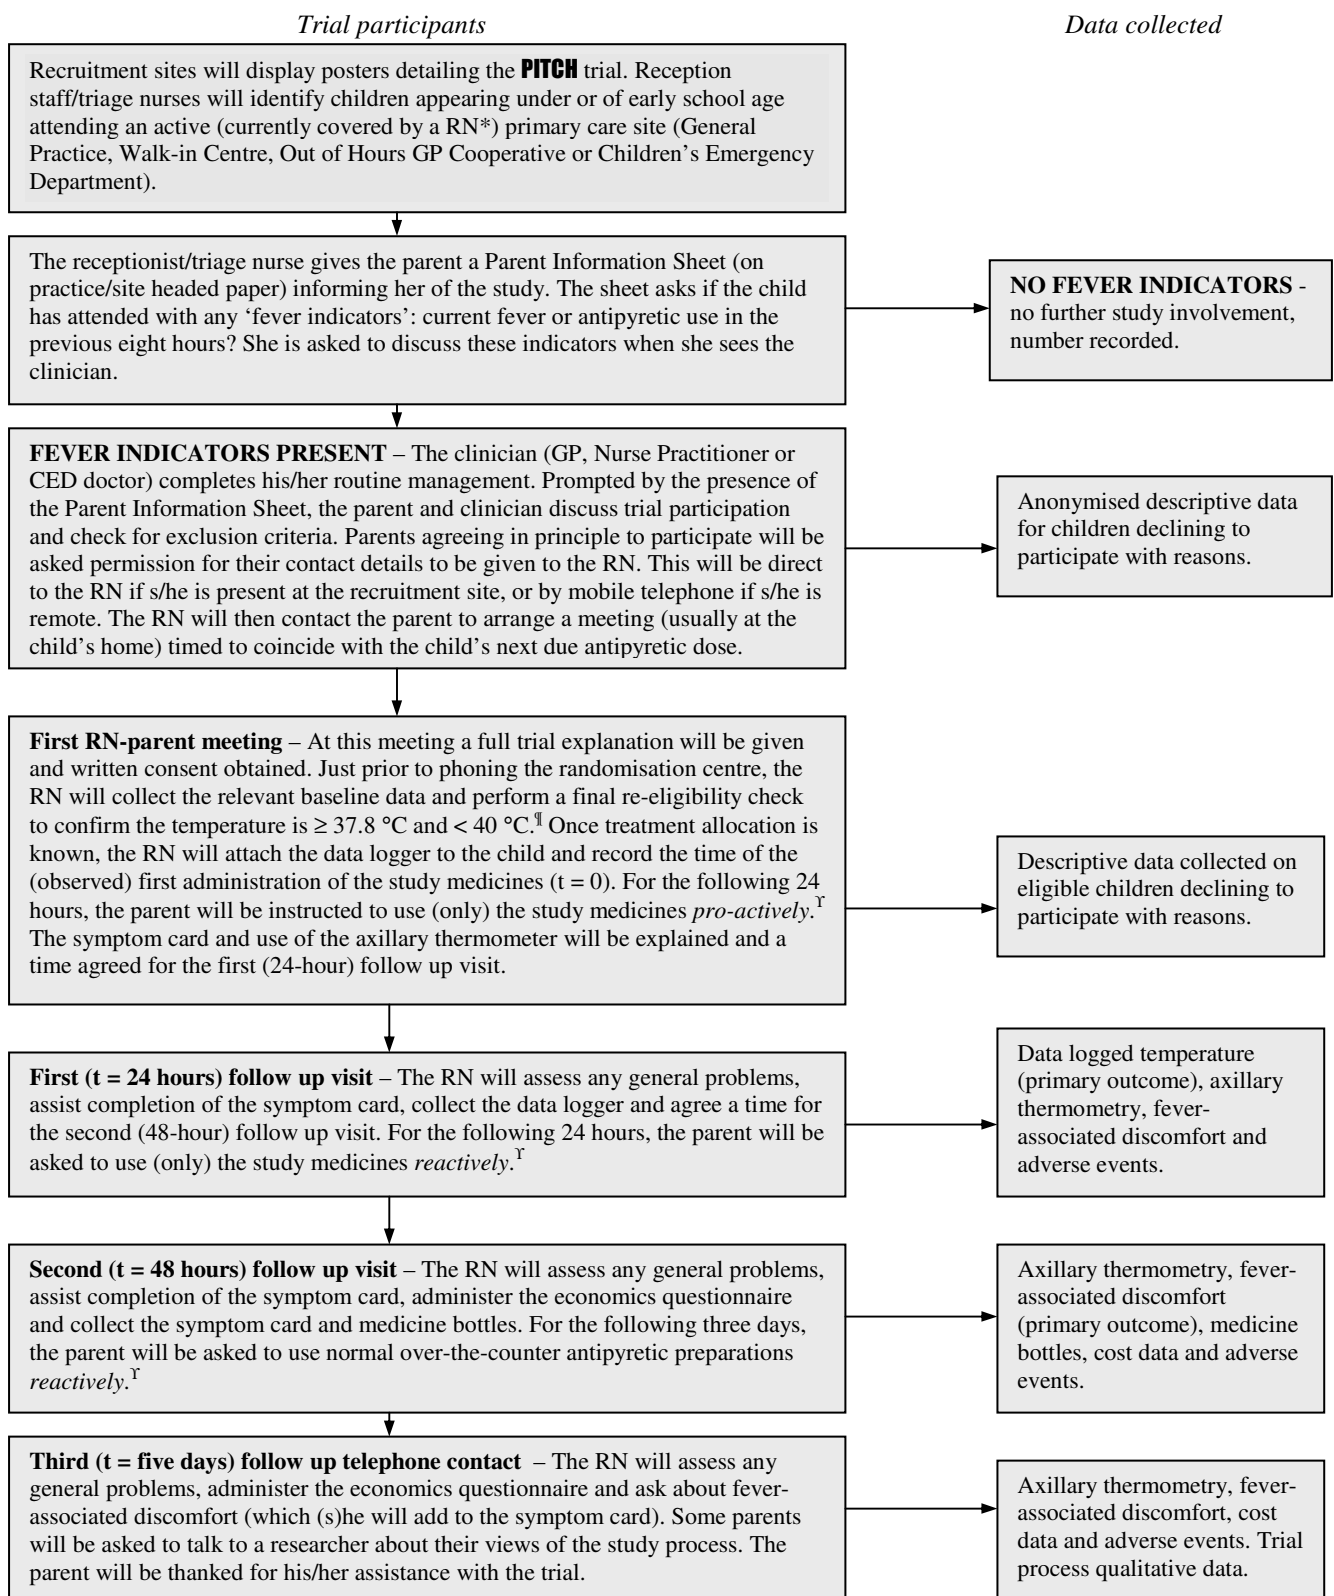 Trial participants
Data collected
Recruitment sites will display posters detailing the PITCH trial. Reception
staff/triage nurses will identify children appearing under or of early school age
attending an active (currently covered by a RN*) primary care site (General
Practice, Walk-in Centre, Out of Hours GP Cooperative or Children's Emergency
Department).
The receptionist/triage nurse gives the parent a Parent Information Sheet (on
practice/site headed paper) informing her of the study. The sheet asks if the child
has attended with any 'fever indicators': current fever or antipyretic use in the
previous eight hours? She is asked to discuss these indicators when she sees the
clinician.
NO FEVER INDICATORS -
no further study involvement,
number recorded.
FEVER INDICATORS PRESENT – The clinician (GP, Nurse Practitioner or
CED doctor) completes his/her routine management. Prompted by the presence of
the Parent Information Sheet, the parent and clinician discuss trial participation
and check for exclusion criteria. Parents agreeing in principle to participate will be
asked permission for their contact details to be given to the RN. This will be direct
to the RN if s/he is present at the recruitment site, or by mobile telephone if s/he is
remote. The RN will then contact the parent to arrange a meeting (usually at the
child's home) timed to coincide with the child's next due antipyretic dose.
Anonymised descriptive data
for children declining to
participate with reasons.
First RN-parent meeting – At this meeting a full trial explanation will be given
and written consent obtained. Just prior to phoning the randomisation centre, the
RN will collect the relevant baseline data and perform a final re-eligibility check
to confirm the temperature is ≥ 37.8 °C and < 40 °C.¶ Once treatment allocation is
known, the RN will attach the data logger to the child and record the time of the
(observed) first administration of the study medicines (t = 0). For the following 24
hours, the parent will be instructed to use (only) the study medicines pro-actively.ϒ
The symptom card and use of the axillary thermometer will be explained and a
time agreed for the first (24-hour) follow up visit.
Descriptive data collected on
eligible children declining to
participate with reasons.
First (t = 24 hours) follow up visit – The RN will assess any general problems,
assist completion of the symptom card, collect the data logger and agree a time for
the second (48-hour) follow up visit. For the following 24 hours, the parent will be
asked to use (only) the study medicines reactively.ϒ
Data logged temperature
(primary outcome), axillary
thermometry, fever-
associated discomfort and
adverse events.
Second (t = 48 hours) follow up visit – The RN will assess any general problems,
assist completion of the symptom card, administer the economics questionnaire
and collect the symptom card and medicine bottles. For the following three days,
the parent will be asked to use normal over-the-counter antipyretic preparations
reactively.ϒ
Axillary thermometry, fever-
associated discomfort
(primary outcome), medicine
bottles, cost data and adverse
events.
Third (t = five days) follow up telephone contact – The RN will assess any
general problems, administer the economics questionnaire and ask about fever-
associated discomfort (which (s)he will add to the symptom card). Some parents
will be asked to talk to a researcher about their views of the study process. The
parent will be thanked for his/her assistance with the trial.
Axillary thermometry, fever-
associated discomfort, cost
data and adverse events. Trial
process qualitative data.